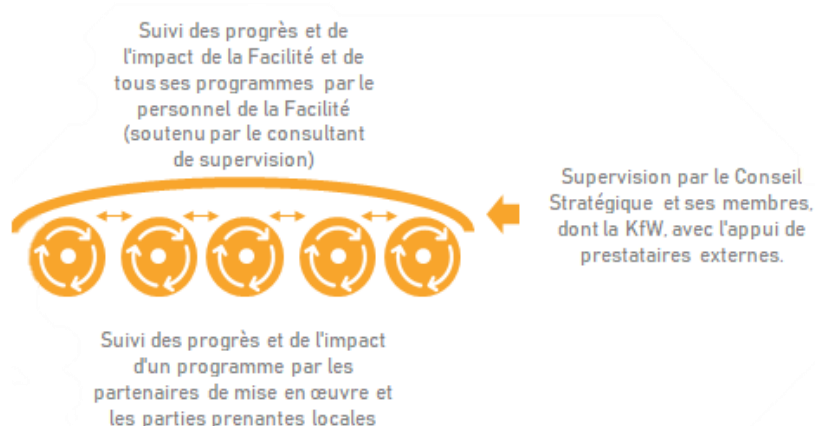 Suivi des progrès et de
l'impact de la Facilité et de
tous ses programmes par le
personnel de la Facilité
(soutenu par le consultant
de supervision)
Supervision par le Conseil
Stratégique et ses membres,
dont la KfW, avec l'appui de
prestataires externes.
Suivi des progrès et de l'impact
d'un programme par les
partenaires de mise en œuvre et
les parties prenantes locales